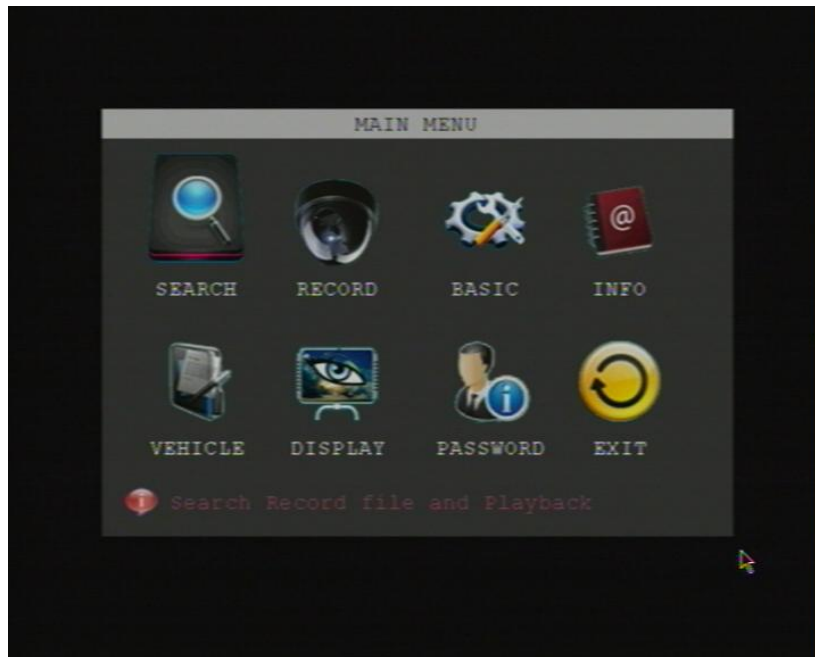 MAIN MENU
SEARCH RECORD BASIC INFO
VEHICLE DISPLAY PASSWORD EXIT
Search Record file and Playback